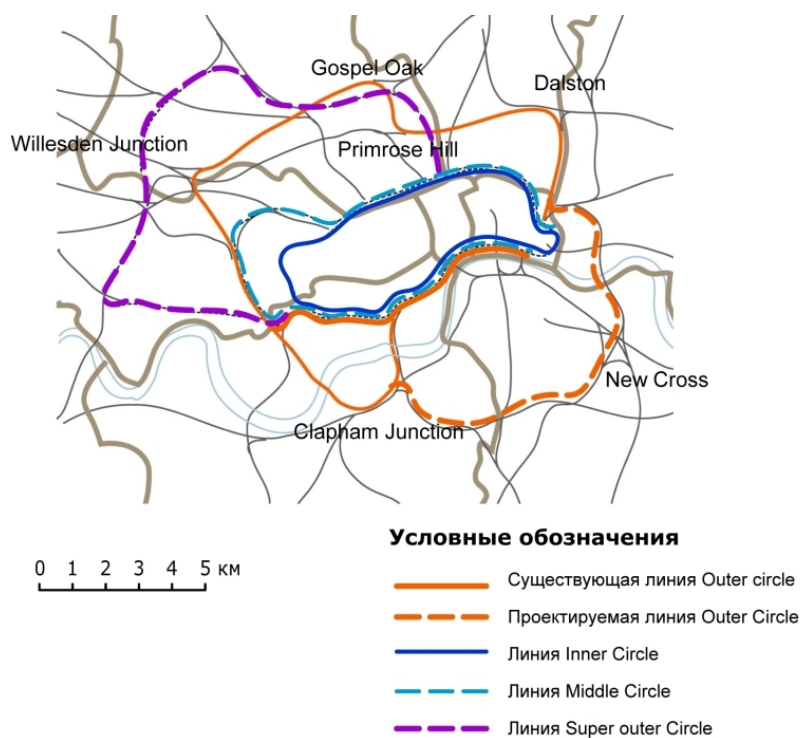 Gospel Oak
Dalston
Willesden Junction
Primrose Hill
New Cross
Clapham Junction
Условные обозначения
0 1 2 3 4 5 км
Существующая линия Outer circle
Проектируемая линия Outer Circle
Линия Inner Circle
Линия Middle Circle
Линия Super outer Circle